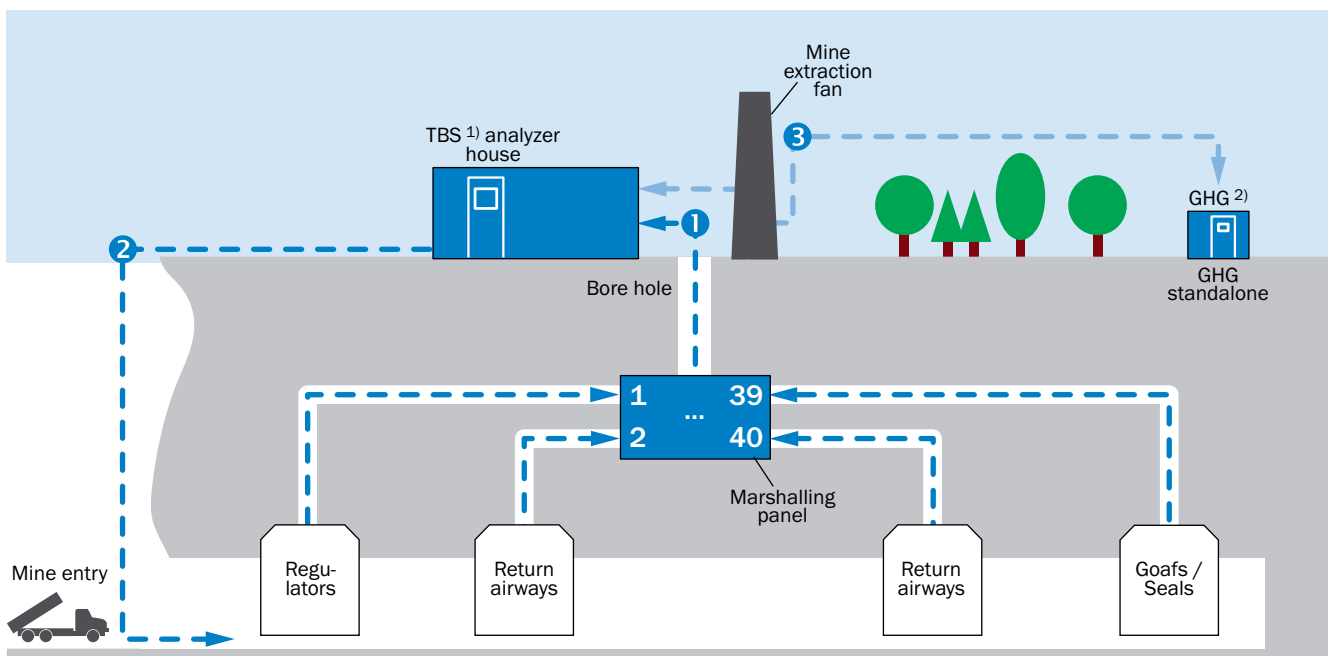 Mine
extraction
fan
TBS 1) analyzer
house
3
1
2
GHG 2)
GHG
standalone
Bore hole
1 ... 39
2 40
Marshalling
panel
Mine entry
Regu-
lators
Return
airways
Return
airways
Goafs /
Seals